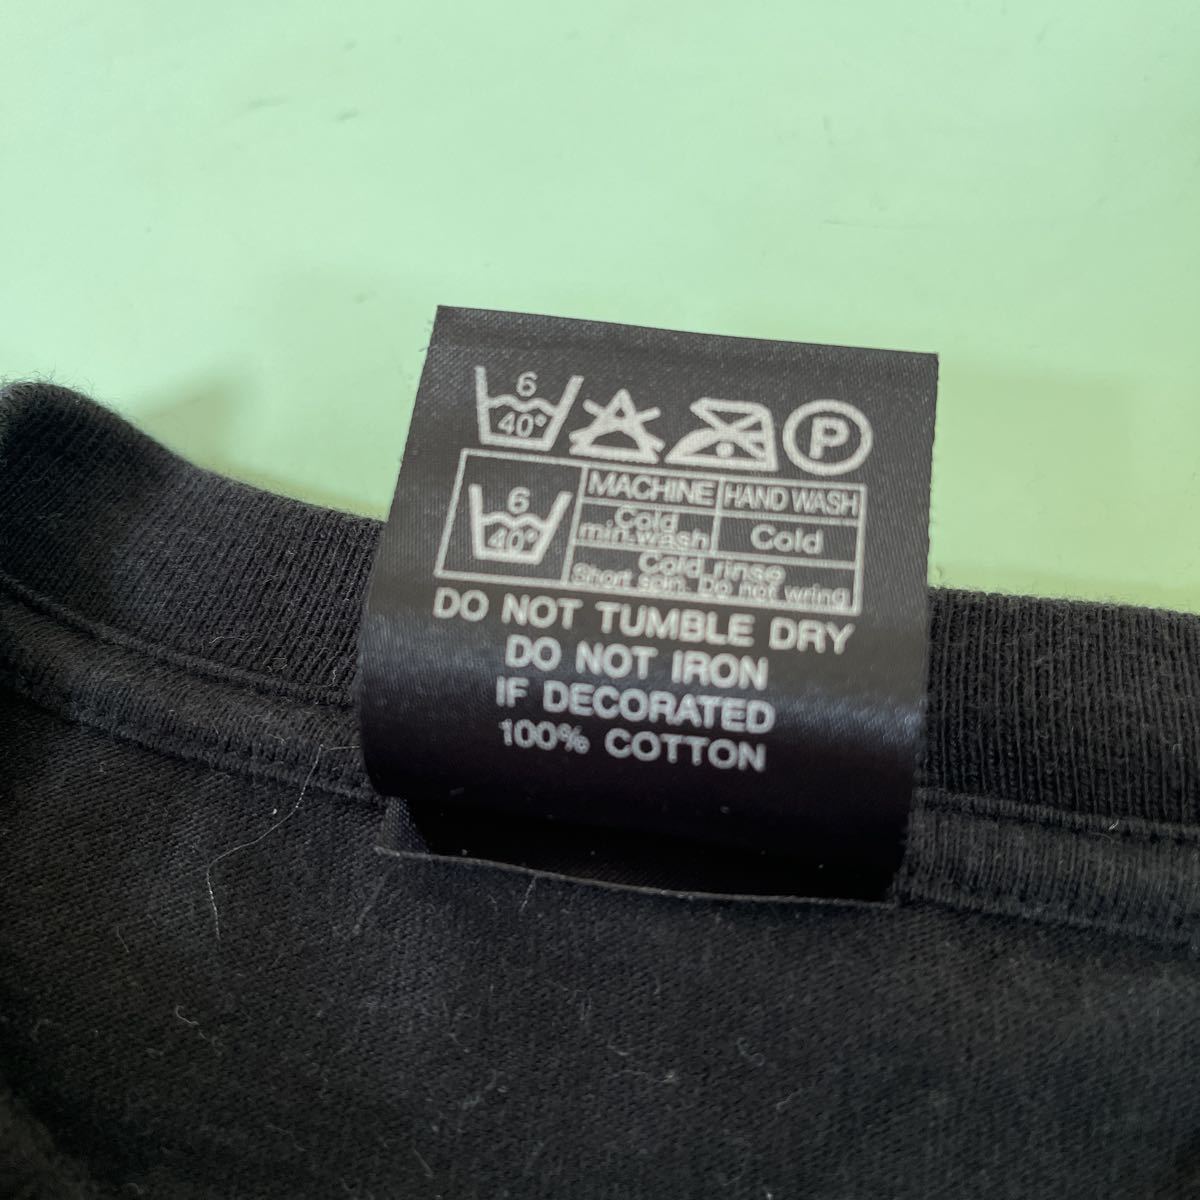 6
40°
P
6
40°
MACHINE HAND WASH
Cold
min.wash
Cold
Cold rinse
Short spin. Do not wring
DO NOT TUMBLE DRY
DO NOT IRON
IF DECORATED
100% COTTON